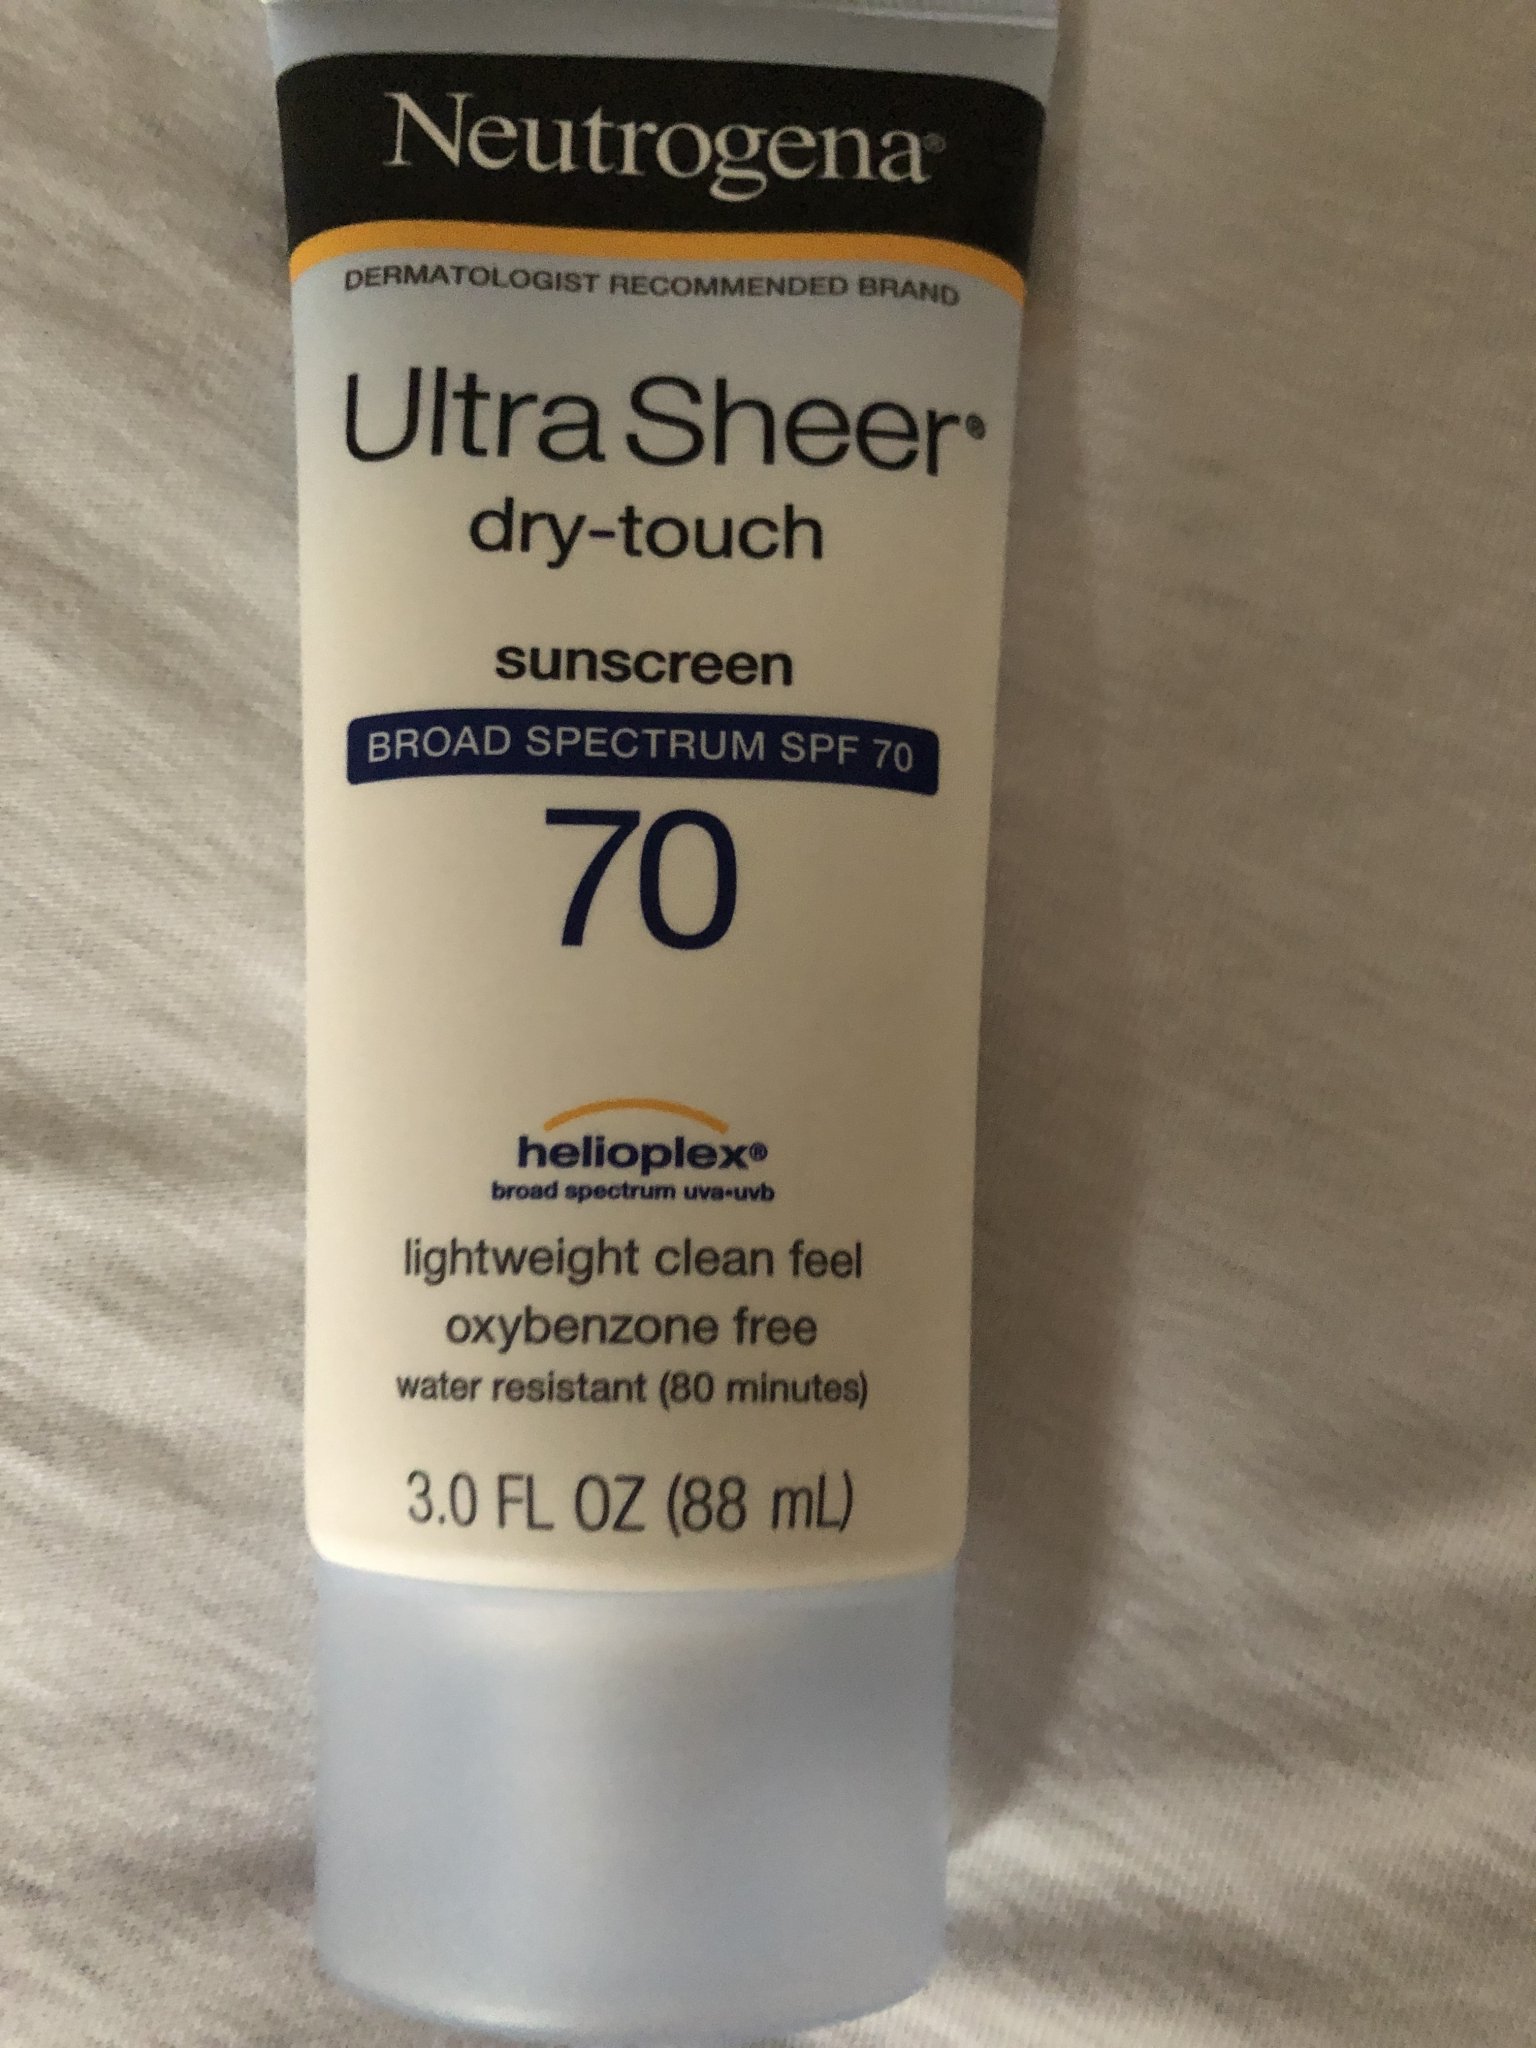 Neutrogena®
DERMATOLOGIST RECOMMENDED BRAND
Ultra Sheer®
dry-touch
sunscreen
BROAD SPECTRUM SPF 70
70
helioplex®
broad spectrum uva•uvb
lightweight clean feel
oxybenzone free
water resistant (80 minutes)
3.0 FL OZ (88 mL)